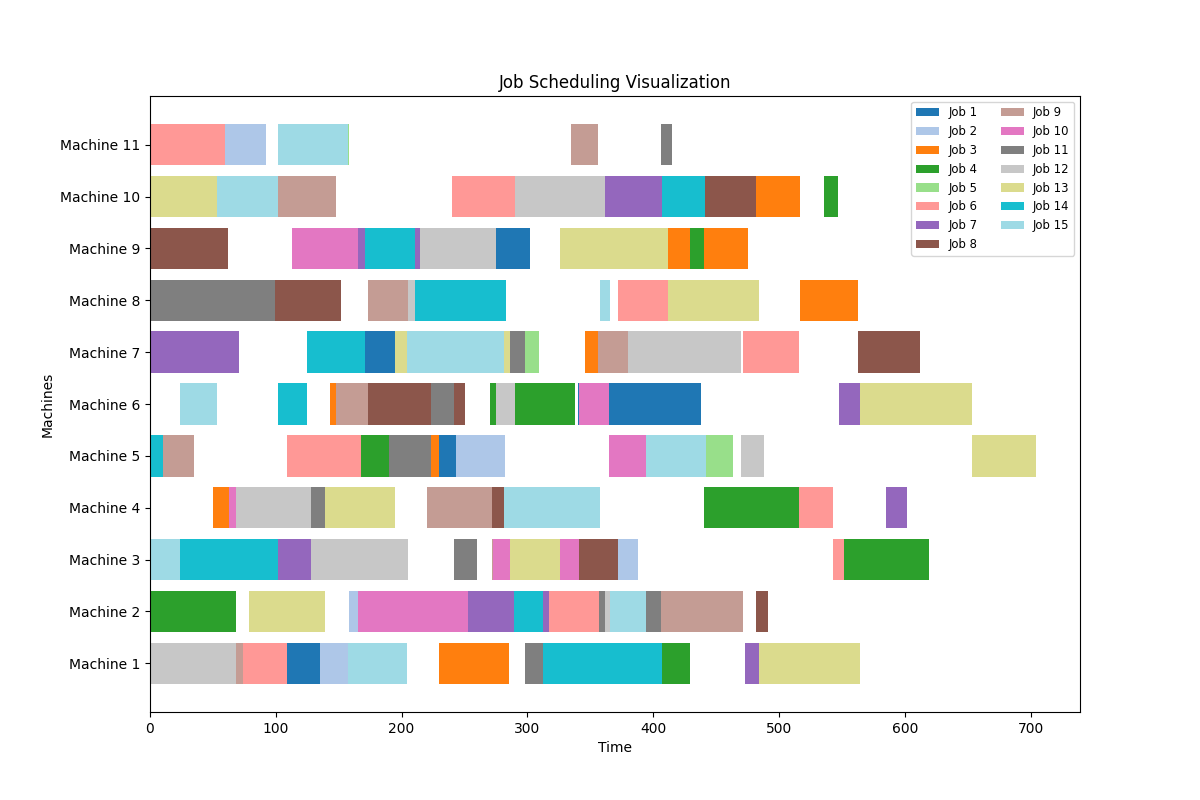 Job Scheduling Visualization
Machine 11
Machine 10
Machine 9
Machine 8
Machine 7
Machine 6
Machine 5
Machine 4
Machine 3
Machine 2
Machine 1
Machines
0 100 200 300 400 500 600 700
Time
Job 1
Job 2
Job 3
Job 4
Job 5
Job 6
Job 7
Job 8
Job 9
Job 10
Job 11
Job 12
Job 13
Job 14
Job 15